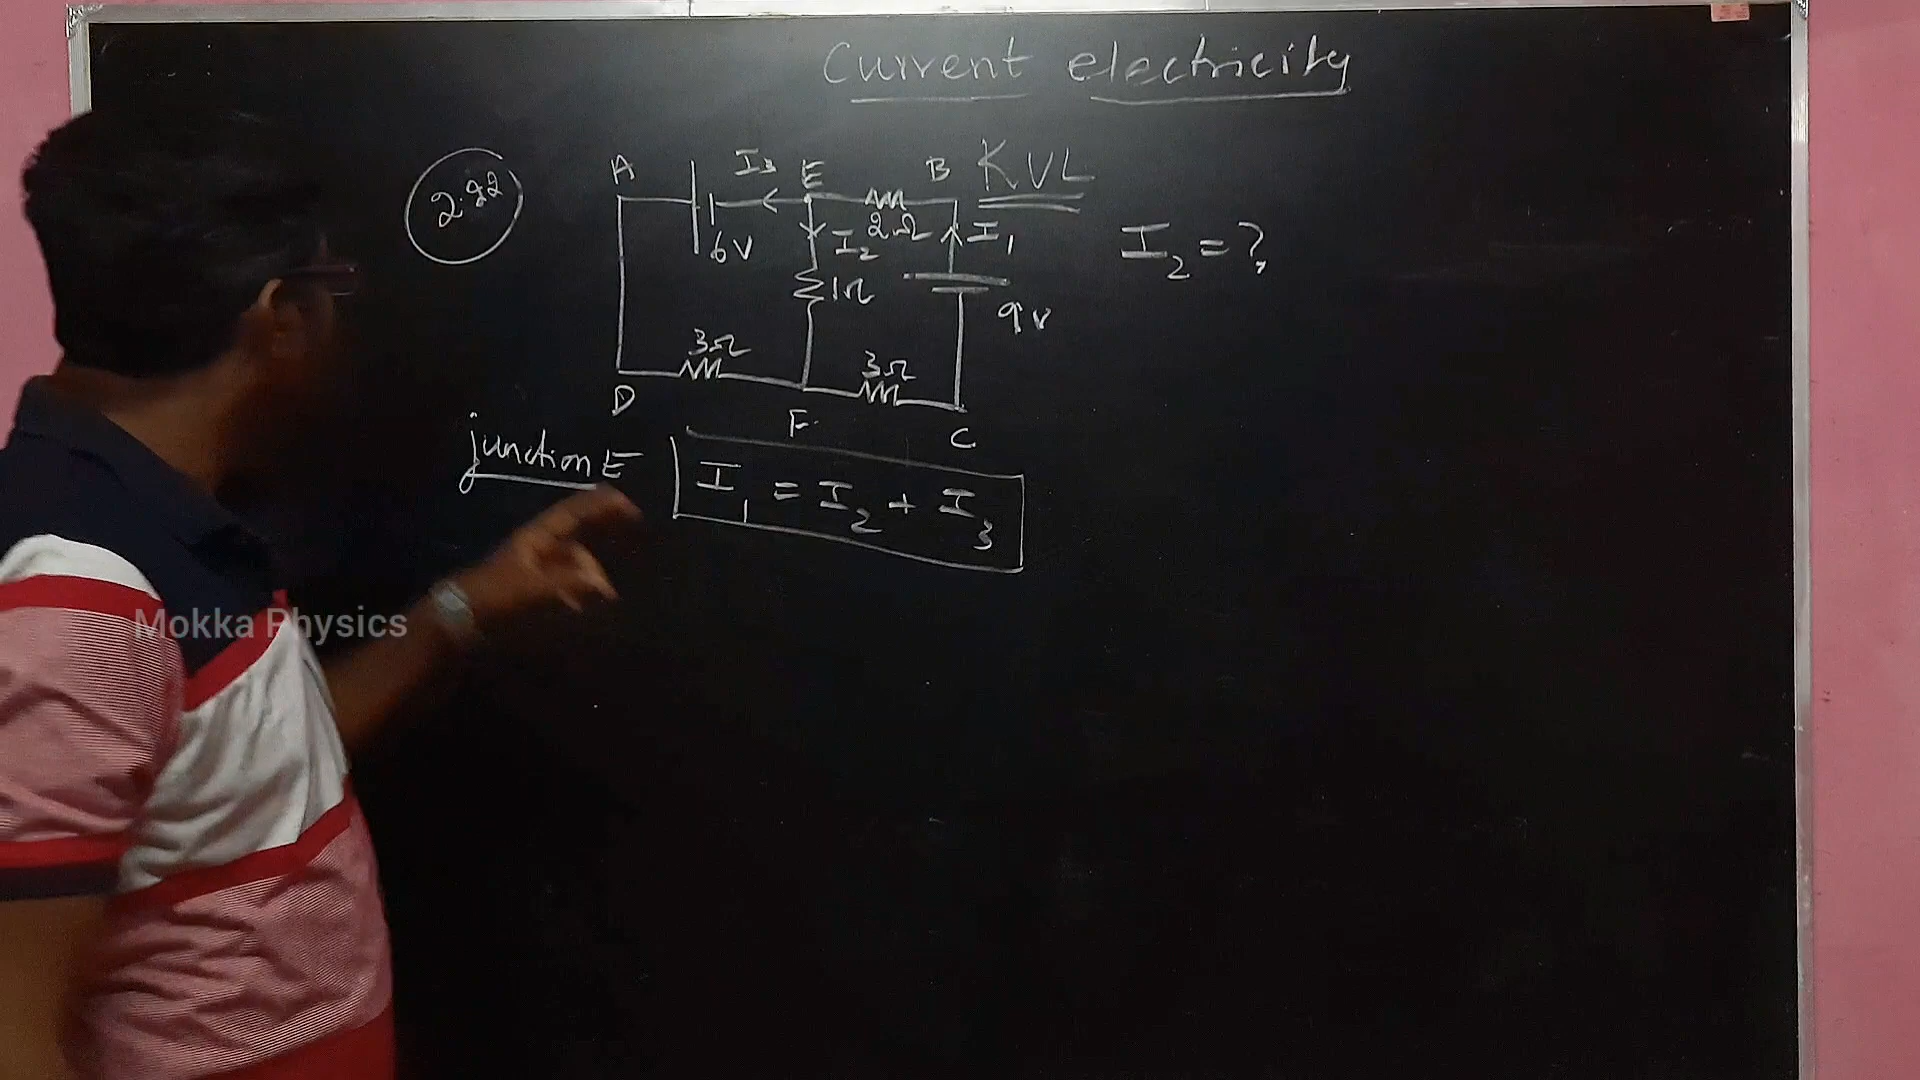 Current electricity
2.22
A I₃ E B KVL
6V I₂ 2Ω I₁ I₂ = ?
1Ω 9V
3Ω 3Ω
D F C
junction E I₁ = I₂ + I₃
Mokka Physics